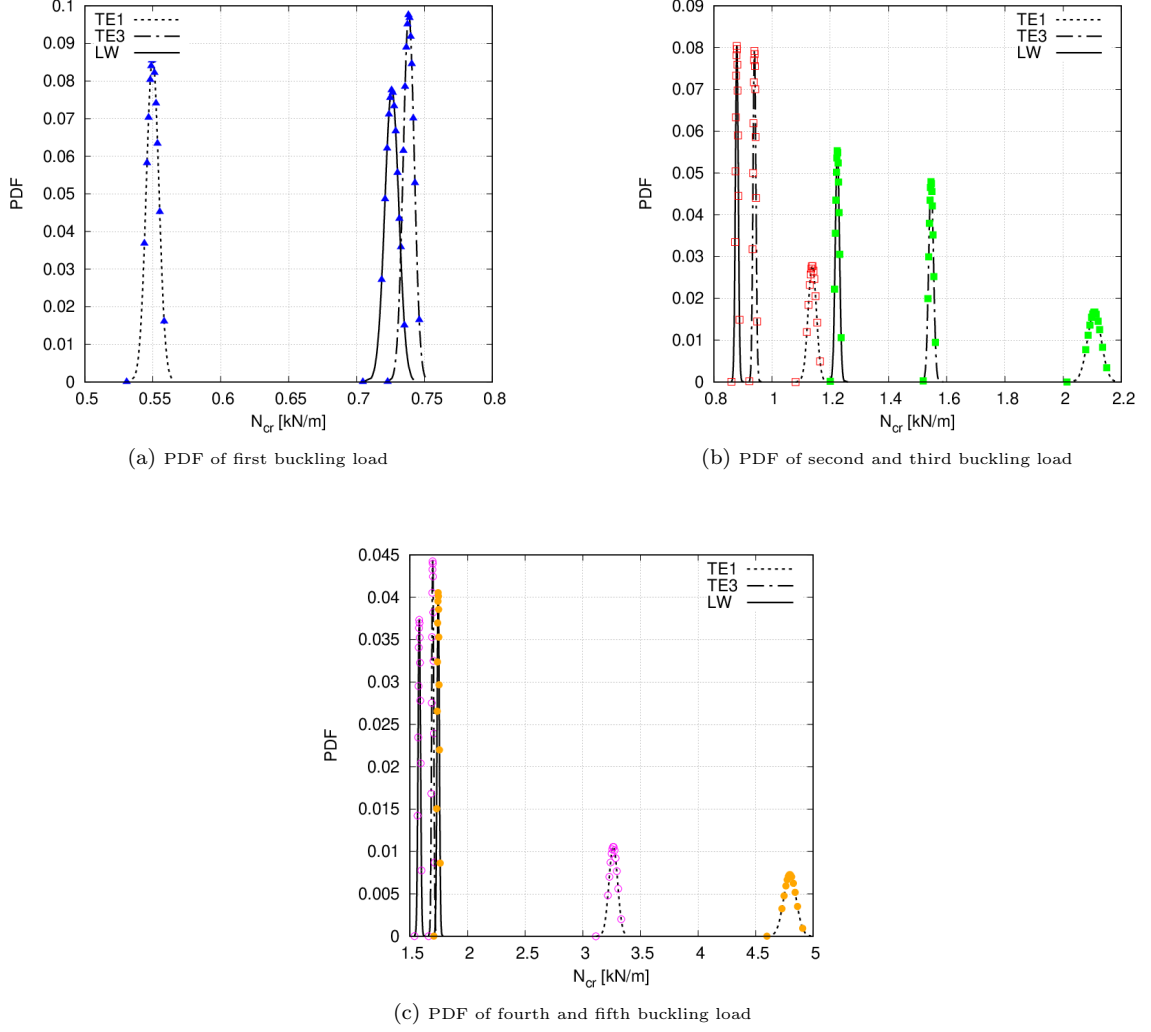 0.1
0.09
0.08
0.07
0.06
0.05
0.04
0.03
0.02
0.01
0
PDF
TE1
TE3
LW
0.5 0.55 0.6 0.65 0.7 0.75 0.8
Ncr [kN/m]
(a) PDF of first buckling load
0.09
0.08
0.07
0.06
0.05
0.04
0.03
0.02
0.01
0
PDF
TE1
TE3
LW
0.8 1 1.2 1.4 1.6 1.8 2 2.2
Ncr [kN/m]
(b) PDF of second and third buckling load
0.045
0.04
0.035
0.03
0.025
0.02
0.015
0.01
0.005
0
PDF
TE1
TE3
LW
1.5 2 2.5 3 3.5 4 4.5 5
Ncr [kN/m]
(c) PDF of fourth and fifth buckling load